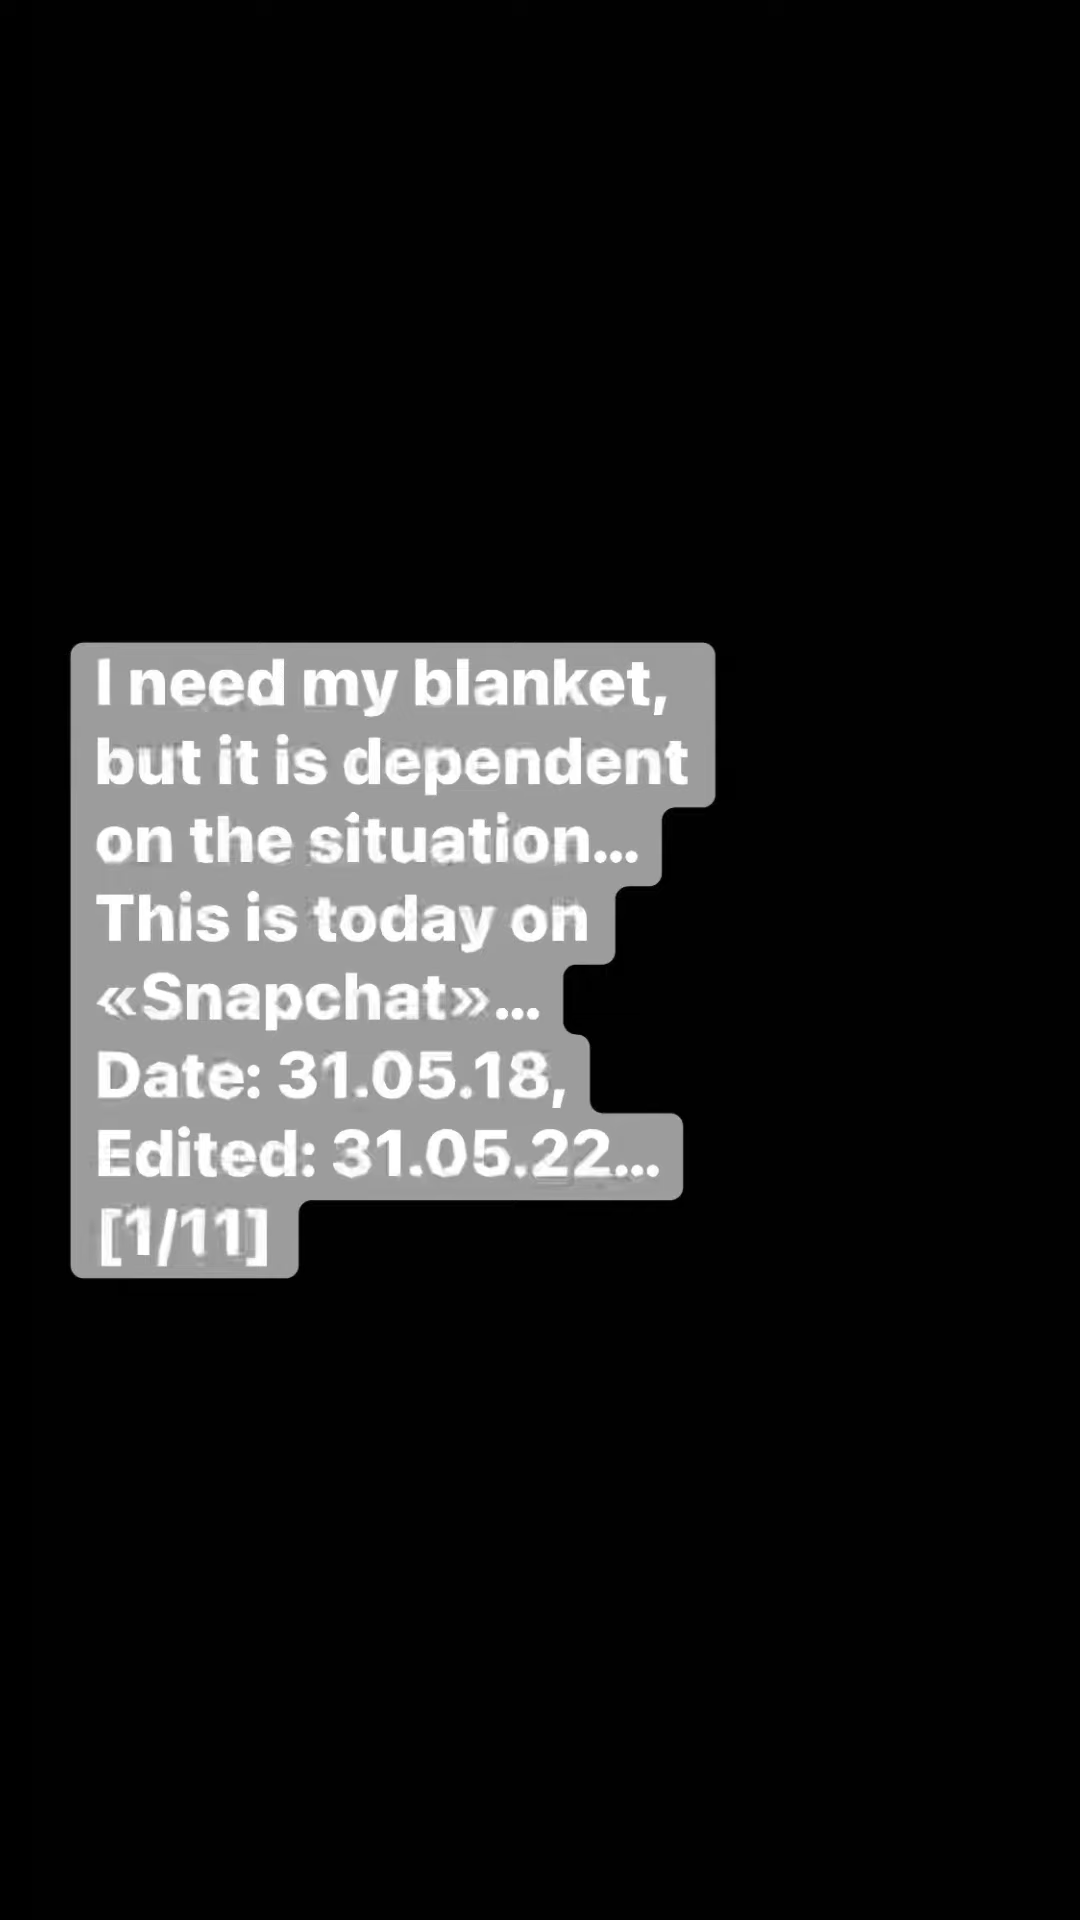 I need my blanket,
but it is dependent
on the situation...
This is today on
«Snapchat»...
Date: 31.05.18,
Edited: 31.05.22...
[1/11]